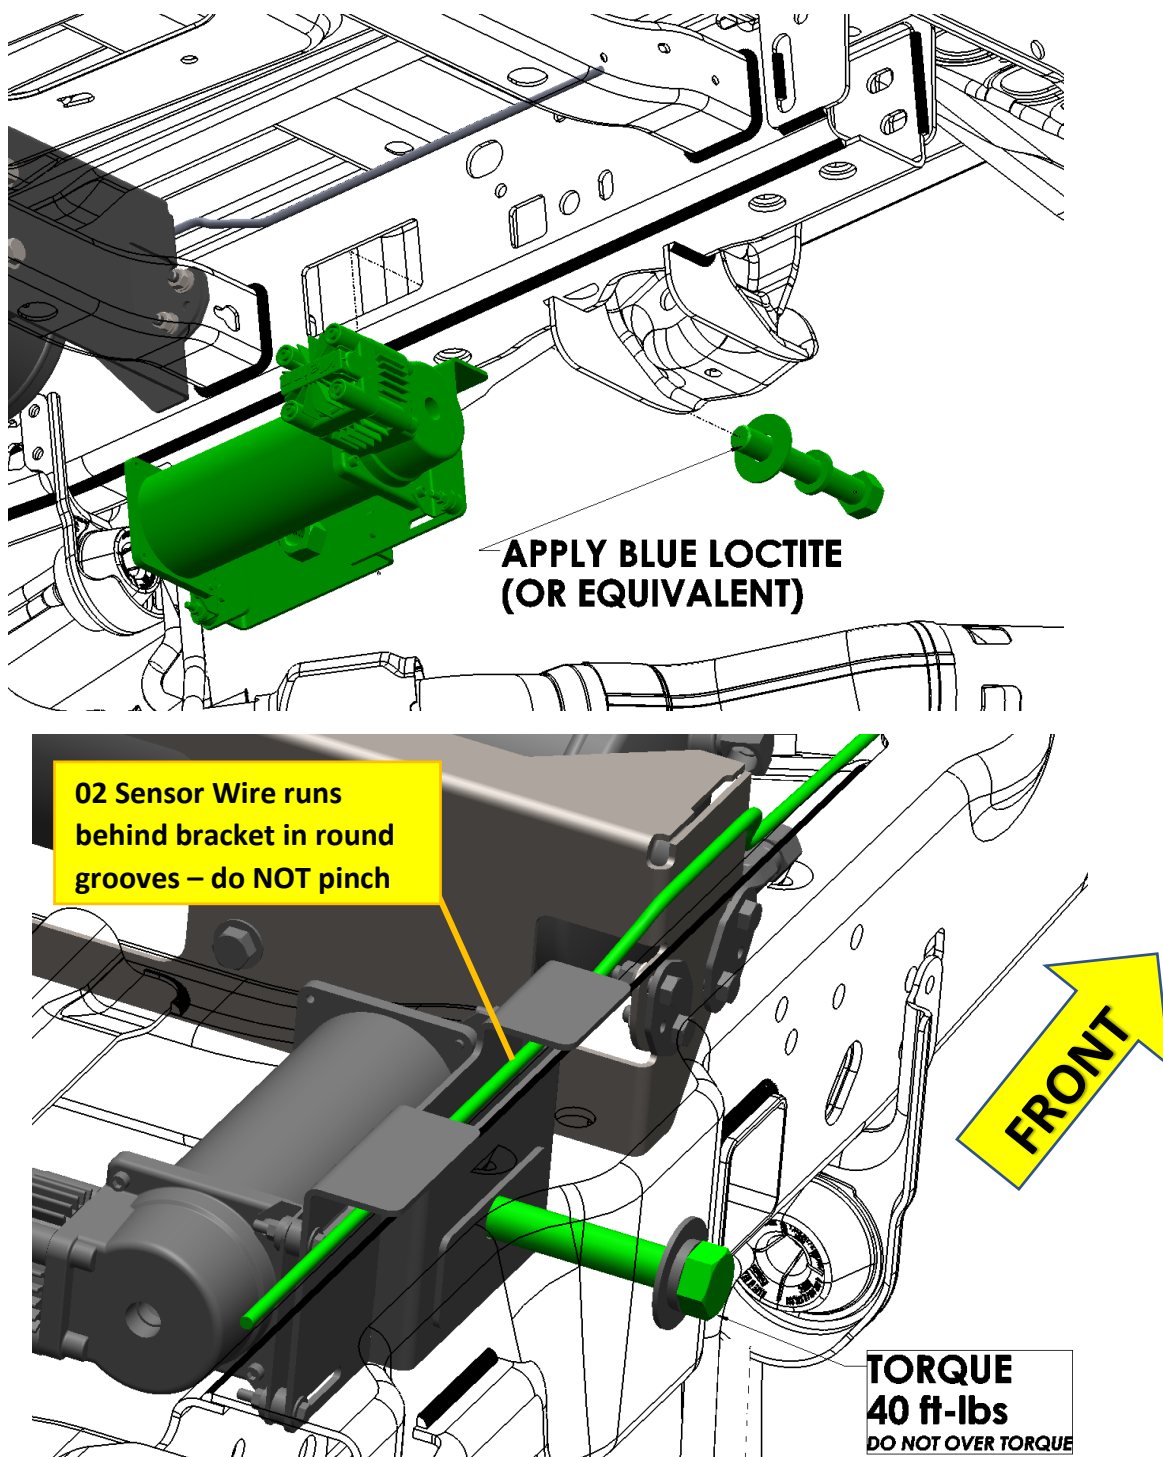 APPLY BLUE LOCTITE
(OR EQUIVALENT)
02 Sensor Wire runs
behind bracket in round
grooves – do NOT pinch
FRONT
TORQUE
40 ft-lbs
DO NOT OVER TORQUE